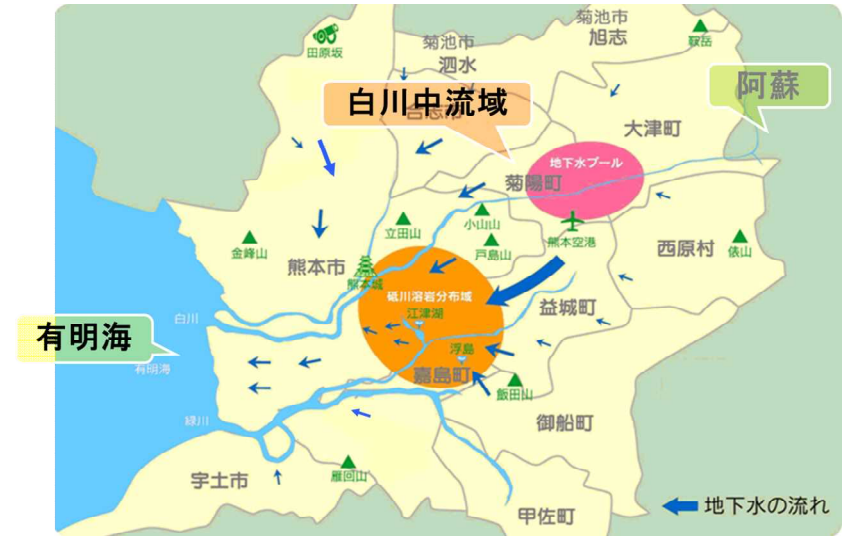 菊池市
旭志
鞍岳
田原坂
菊池市
泗水
阿蘇
白川中流域
合志市
大津町
地下水プール
菊陽町
小山山
立田山
戸島山
熊本空港
西原村
俵山
金峰山
熊本市
熊本城
砥川溶岩分布域
江津湖
益城町
白川
有明海
有明海
浮島
嘉島町
飯田山
緑川
御船町
宇土市
雁回山
甲佐町
地下水の流れ